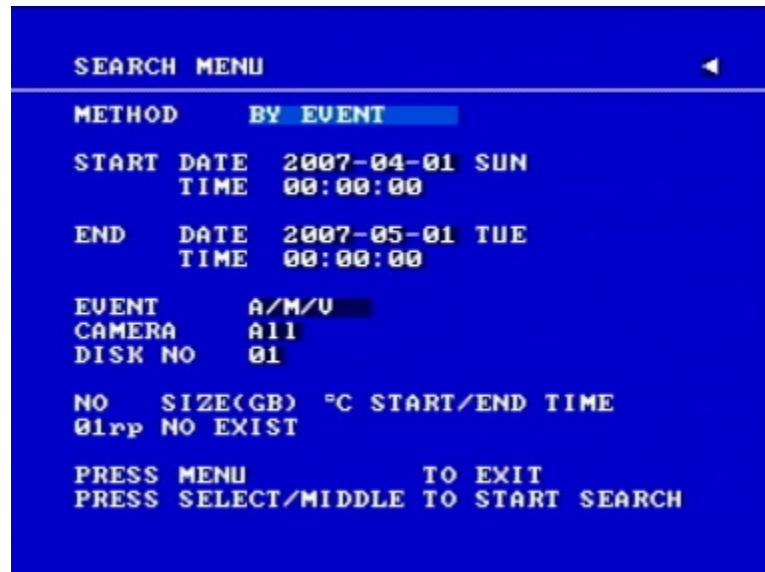 SEARCH MENU ◄
METHOD BY EVENT
START DATE 2007-04-01 SUN
TIME 00:00:00
END DATE 2007-05-01 TUE
TIME 00:00:00
EVENT A/M/V
CAMERA All
DISK NO 01
NO SIZE(GB) °C START/END TIME
01rp NO EXIST
PRESS MENU TO EXIT
PRESS SELECT/MIDDLE TO START SEARCH